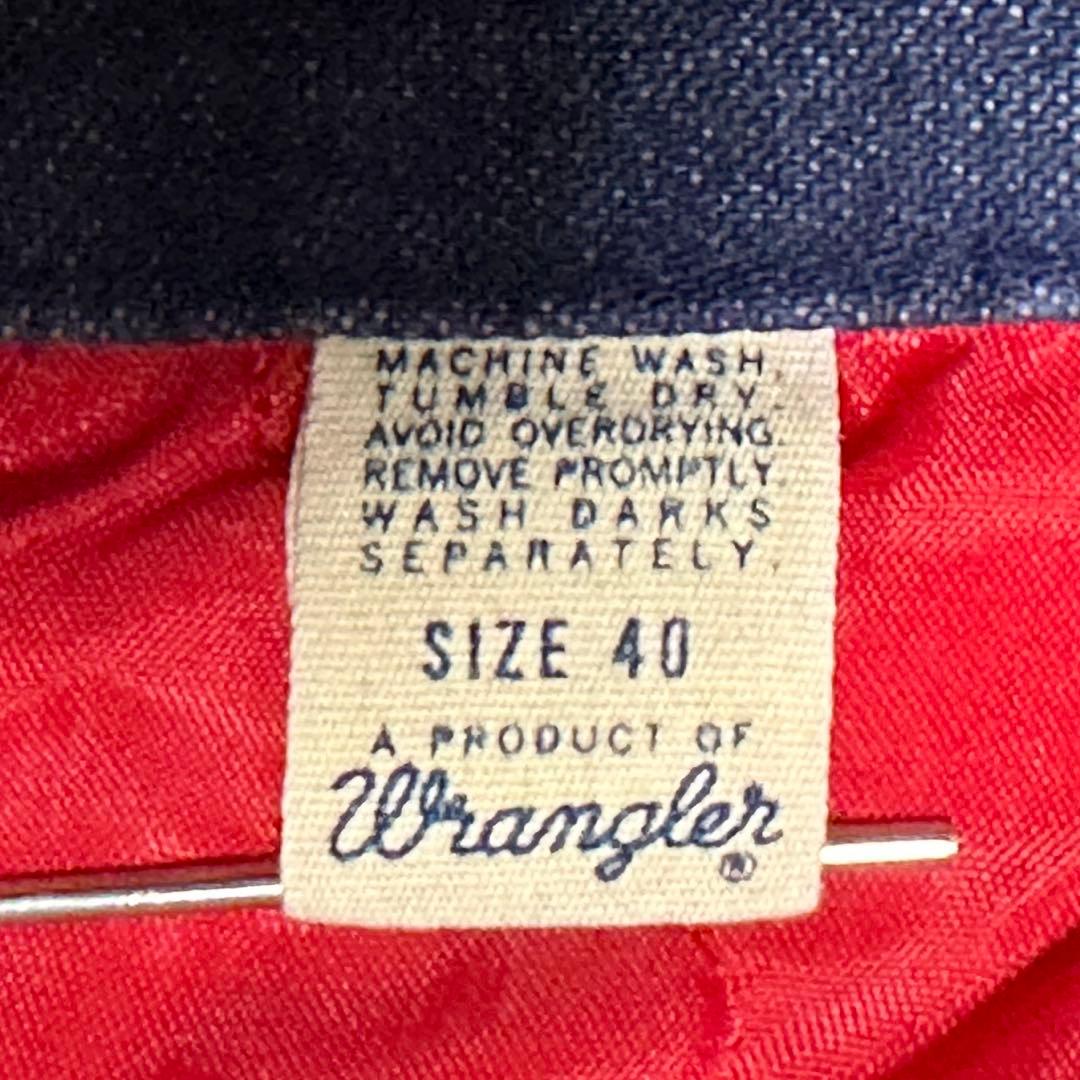 MACHINE WASH,
TUMBLE DRY.
AVOID OVERDRYING.
REMOVE PROMPTLY
WASH DARKS
SEPARATELY.
SIZE 40
A PRODUCT OF
Wrangler
®